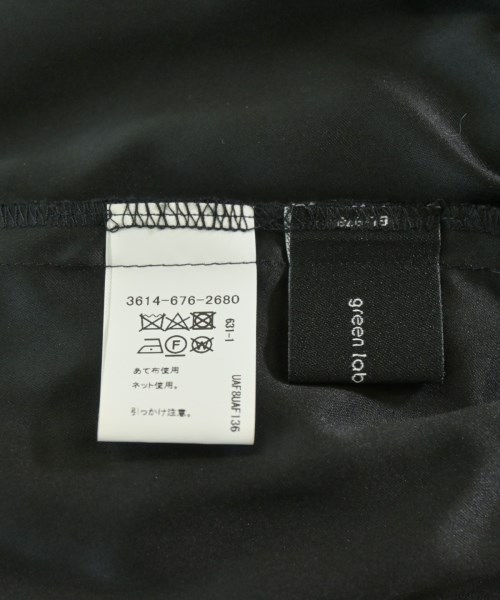 3614-676-2680
631-1
あて布使用
ネット使用。
引っかけ注意。
UAF8UAF136
green lab